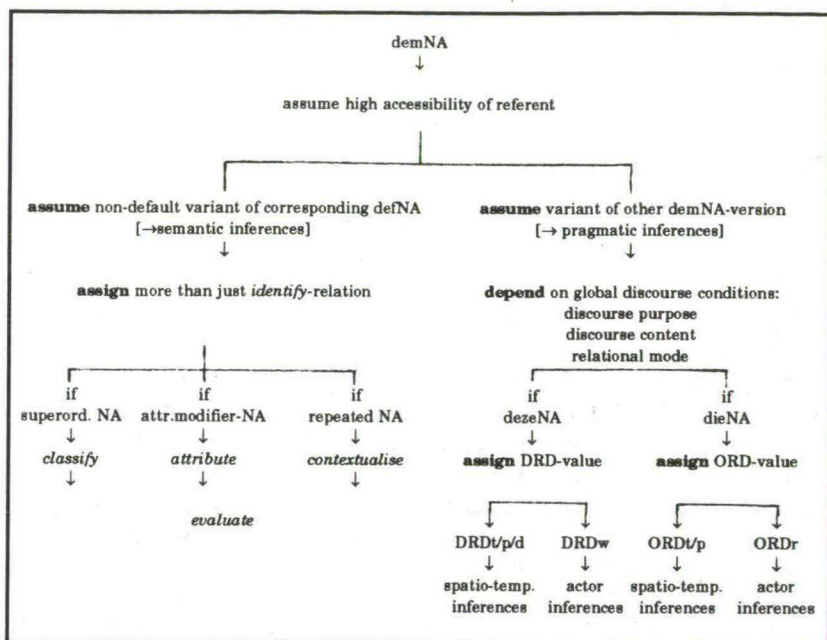 demNA
↓
assume high accessibility of referent
assume non-default variant of corresponding defNA
[→semantic inferences]
↓
assign more than just identify-relation
if
superord. NA
↓
classify
↓
if
attr.modifier-NA
↓
attribute
↓
if
repeated NA
↓
contextualise
↓
evaluate
assume variant of other demNA-version
[→ pragmatic inferences]
↓
depend on global discourse conditions:
discourse purpose
discourse content
relational mode
if
dezeNA
↓
assign DRD-value
if
dieNA
↓
assign ORD-value
DRDt/p/d
↓
spatio-temp.
inferences
DRDw
↓
actor
inferences
ORDt/p
↓
spatio-temp.
inferences
ORDr
↓
actor
inferences